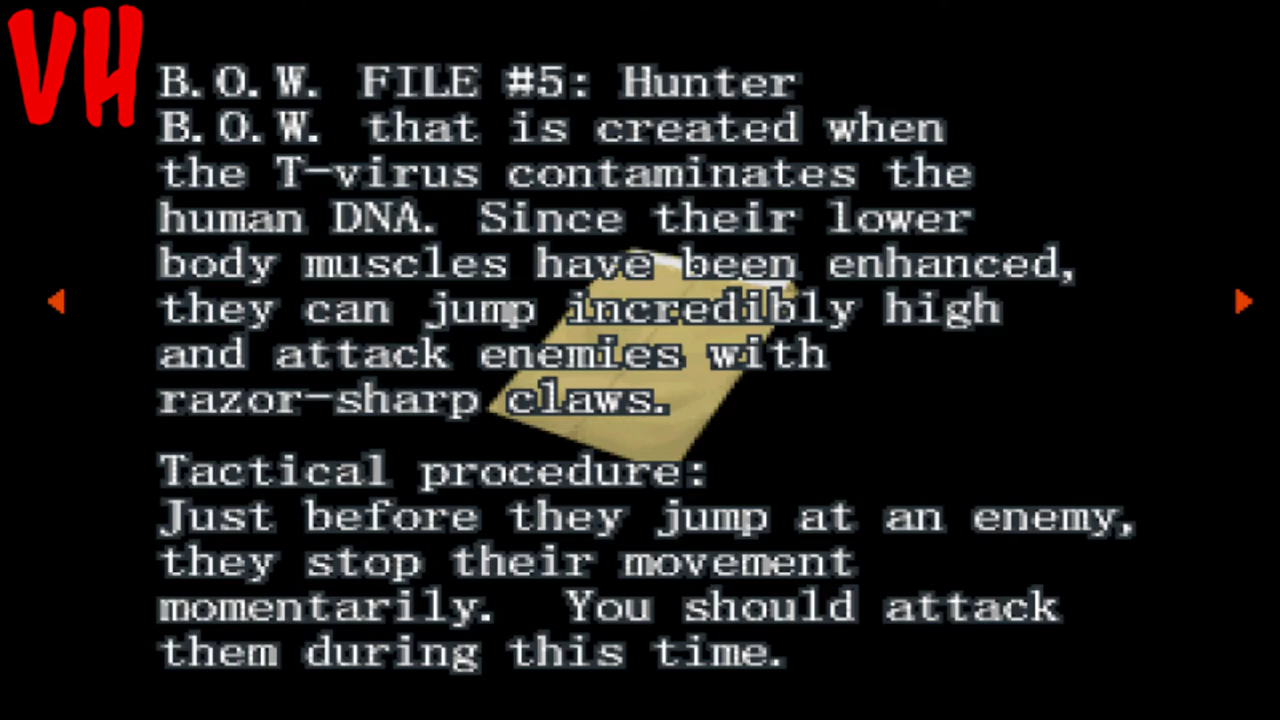 VH
B.O.W. FILE #5: Hunter
B.O.W. that is created when
the T-virus contaminates the
human DNA. Since their lower
body muscles have been enhanced,
they can jump incredibly high
and attack enemies with
razor-sharp claws.
Tactical procedure:
Just before they jump at an enemy,
they stop their movement
momentarily. You should attack
them during this time.